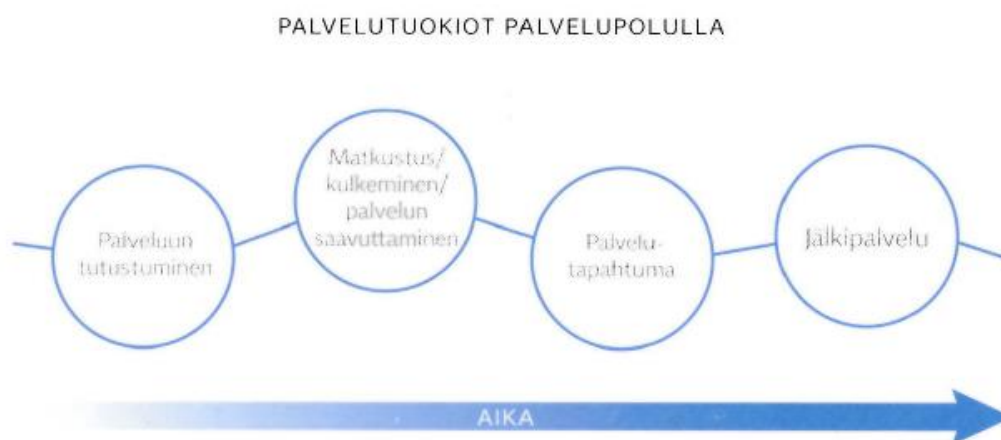 PALVELUTUOKIOT PALVELUPOLULLA
Palveluun
tutustuminen
Matkustus/
kulkeminen/
palvelun
saavuttaminen
Palvelu-
tapahtuma
Jälkipalvelu
AIKA